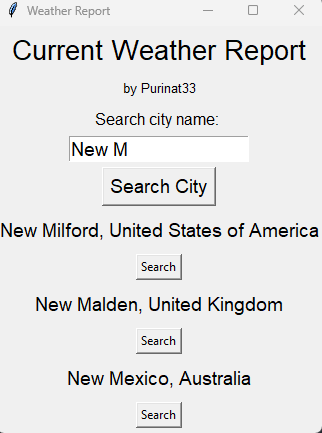 Weather Report
Current Weather Report
by Purinat33
Search city name:
New M
Search City
New Milford, United States of America
Search
New Malden, United Kingdom
Search
New Mexico, Australia
Search